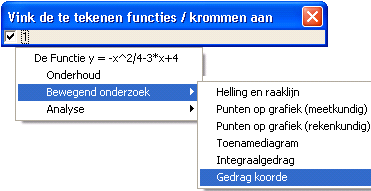 Vink de te tekenen functies / krommen aan
1
De Functie y = -x^2/4-3*x+4
Onderhoud
Bewegend onderzoek
Analyse
Helling en raaklijn
Punten op grafiek (meetkundig)
Punten op grafiek (rekenkundig)
Toenamediagram
Integraalgedrag
Gedrag koorde